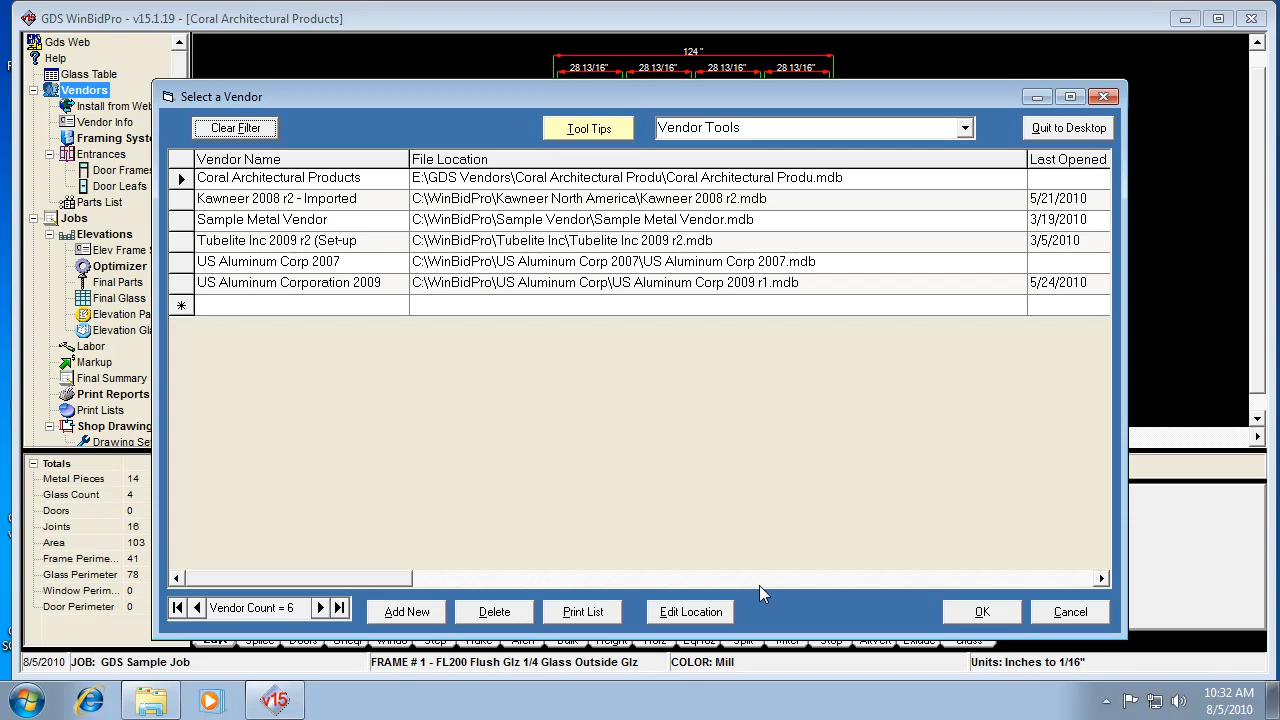 GDS WinBidPro - v15.1.19 - [Coral Architectural Products]
Gds Web
Help
Glass Table
Vendors
Install from Web
Vendor Info
Framing Syst
Entrances
Door Frames
Door Leafs
Parts List
Jobs
Elevations
Elev Frame S
Optimizer
Final Parts
Final Glass
Elevation Pa
Elevation Gla
Labor
Markup
Final Summary
Print Reports
Print Lists
Shop Drawing
Drawing Set
124 "
28 13/16" 28 13/16" 28 13/16" 28 13/16"
Select a Vendor
Clear Filter Tool Tips Vendor Tools Quit to Desktop
Vendor Name File Location Last Opened
Coral Architectural Products E:\GDS Vendors\Coral Architectural Produ\Coral Architectural Produ.mdb
Kawneer 2008 r2 - Imported C:\WinBidPro\Kawneer North America\Kawneer 2008 r2.mdb 5/21/2010
Sample Metal Vendor C:\WinBidPro\Sample Vendor\Sample Metal Vendor.mdb 3/19/2010
Tubelite Inc 2009 r2 (Set-up C:\WinBidPro\Tubelite Inc\Tubelite Inc 2009 r2.mdb 3/5/2010
US Aluminum Corp 2007 C:\WinBidPro\US Aluminum Corp 2007\US Aluminum Corp 2007.mdb
US Aluminum Corporation 2009 C:\WinBidPro\US Aluminum Corp\US Aluminum Corp 2009 r1.mdb 5/24/2010
Vendor Count = 6 Add New Delete Print List Edit Location OK Cancel
Totals
Metal Pieces 14
Glass Count 4
Doors 0
Joints 16
Area 103
Frame Perime... 41
Glass Perimeter 78
Window Perim... 0
Door Perimeter 0
8/5/2010 JOB: GDS Sample Job FRAME # 1 - FL200 Flush Glz 1/4 Glass Outside Glz COLOR: Mill Units: Inches to 1/16"
v15
10:32 AM
8/5/2010